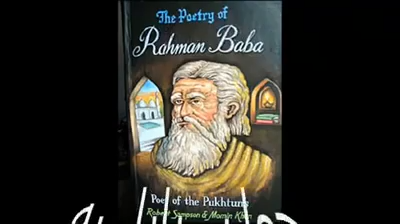 The Poetry of
Rahman Baba
Poet of the Pukhtuns
Robert Sampson & Momin Khan